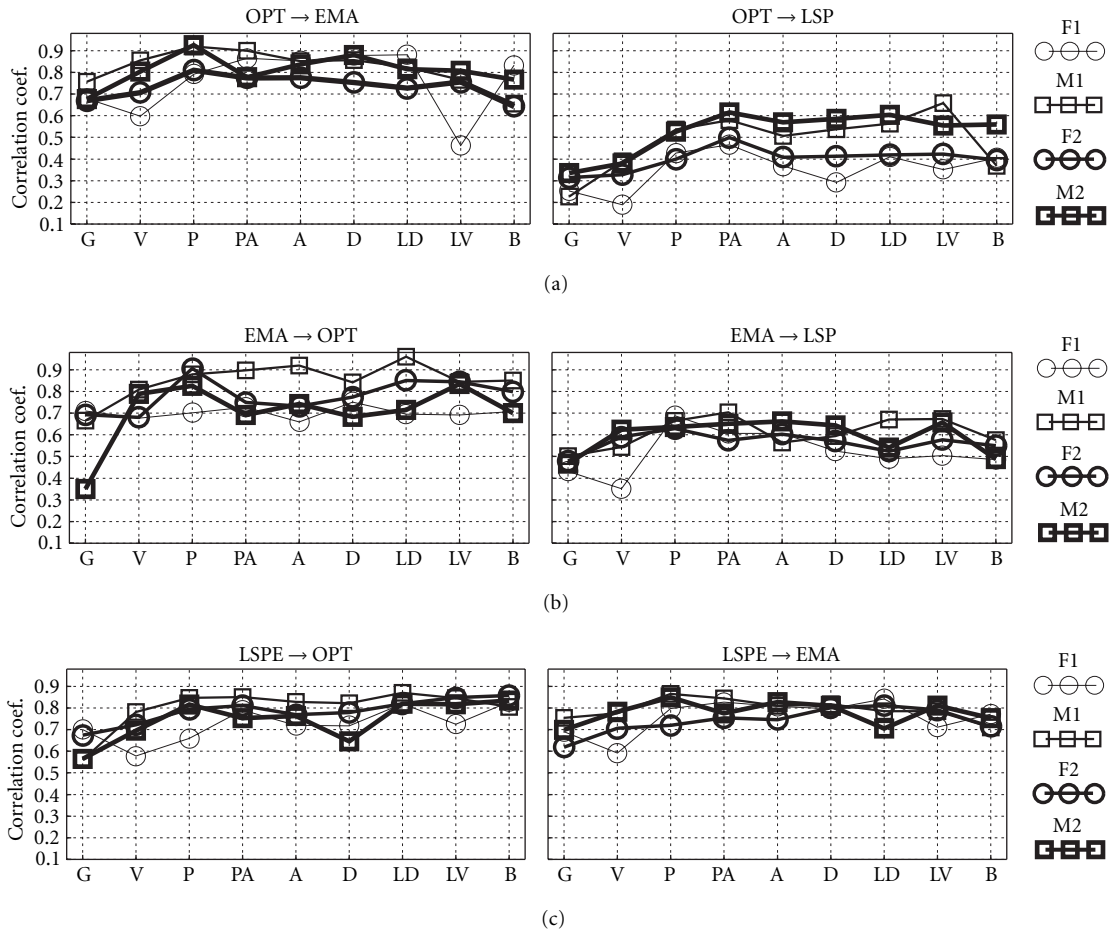 OPT → EMA
OPT → LSP
Correlation coef.
0.9
0.8
0.7
0.6
0.5
0.4
0.3
0.2
0.1
G V P PA A D LD LV B
G V P PA A D LD LV B
F1
M1
F2
M2
(a)
EMA → OPT
EMA → LSP
Correlation coef.
0.9
0.8
0.7
0.6
0.5
0.4
0.3
0.2
0.1
G V P PA A D LD LV B
G V P PA A D LD LV B
F1
M1
F2
M2
(b)
LSPE → OPT
LSPE → EMA
Correlation coef.
0.9
0.8
0.7
0.6
0.5
0.4
0.3
0.2
0.1
G V P PA A D LD LV B
G V P PA A D LD LV B
F1
M1
F2
M2
(c)